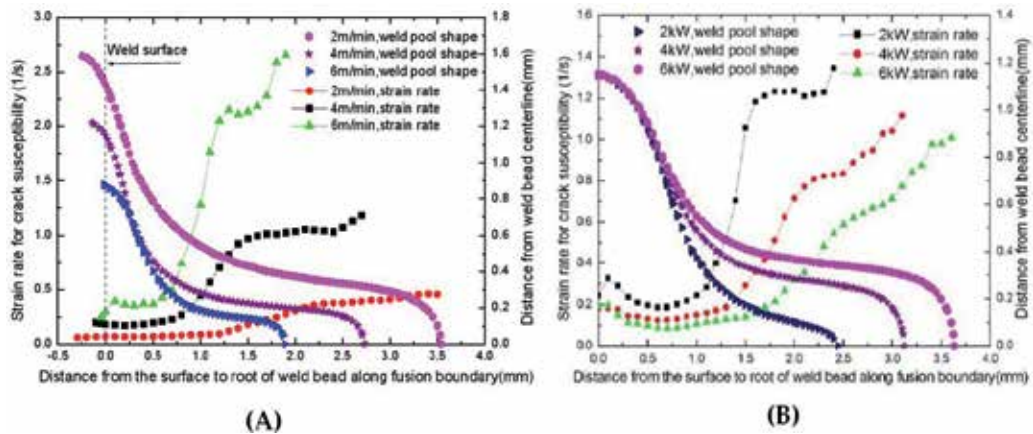 Strain rate for crack susceptibility (1/s)
3.0
2.5
2.0
1.5
1.0
0.5
0.0
Weld surface
2m/min,weld pool shape
4m/min,weld pool shape
6m/min,weld pool shape
2m/min,strain rate
4m/min,strain rate
6m/min,strain rate
1.8
1.6
1.4
1.2
1.0
0.8
0.6
0.4
0.2
0.0
Distance from weld bead centerline(mm)
-0.5 0.0 0.5 1.0 1.5 2.0 2.5 3.0 3.5 4.0
Distance from the surface to root of weld bead along fusion boundary(mm)
(A)
Strain rate for crack susceptibility (1/s)
1.6
1.4
1.2
1.0
0.8
0.6
0.4
0.2
0.0
2kW,weld pool shape
4kW,weld pool shape
6kW,weld pool shape
2kW,strain rate
4kW,strain rate
6kW,strain rate
1.4
1.2
1.0
0.8
0.6
0.4
0.2
0.0
Distance from weld bead centerline(mm)
0.0 0.5 1.0 1.5 2.0 2.5 3.0 3.5 4.0
Distance from the surface to root of weld bead along fusion boundary(mm)
(B)